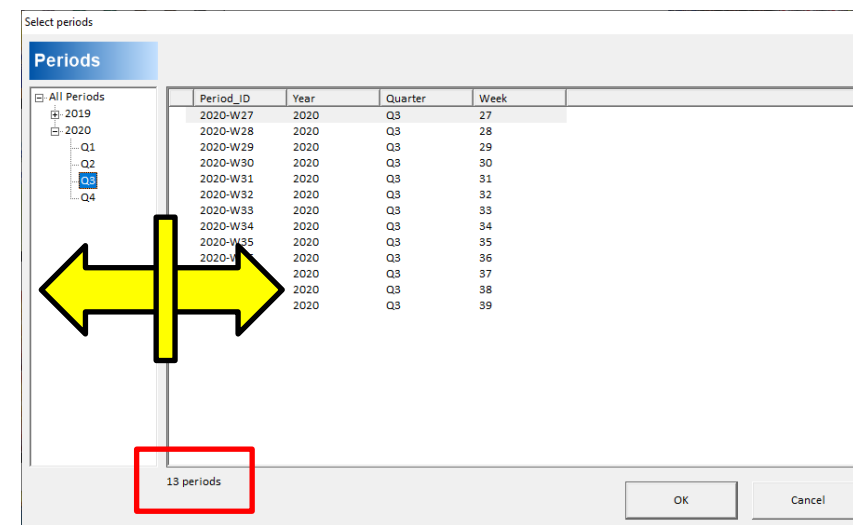 Select periods
Periods
All Periods
2019
2020
Q1
Q2
Q3
Q4
Period_ID Year Quarter Week
2020-W27 2020 Q3 27
2020-W28 2020 Q3 28
2020-W29 2020 Q3 29
2020-W30 2020 Q3 30
2020-W31 2020 Q3 31
2020-W32 2020 Q3 32
2020-W33 2020 Q3 33
2020-W34 2020 Q3 34
2020-W35 2020 Q3 35
2020 Q3 36
2020 Q3 37
2020 Q3 38
2020 Q3 39
13 periods
OK Cancel